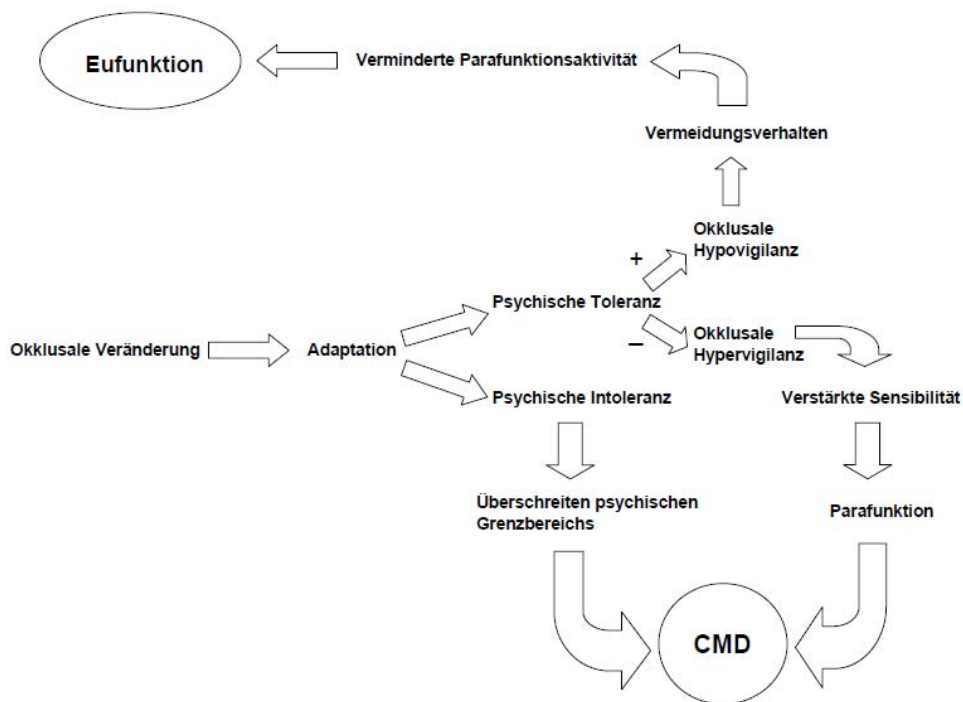 Eufunktion
Verminderte Parafunktionsaktivität
Vermeidungsverhalten
Okklusale
Hypovigilanz
+
Psychische Toleranz
–
Okklusale
Hypervigilanz
Okklusale Veränderung
Adaptation
Psychische Intoleranz
Verstärkte Sensibilität
Überschreiten psychischen
Grenzbereichs
Parafunktion
CMD